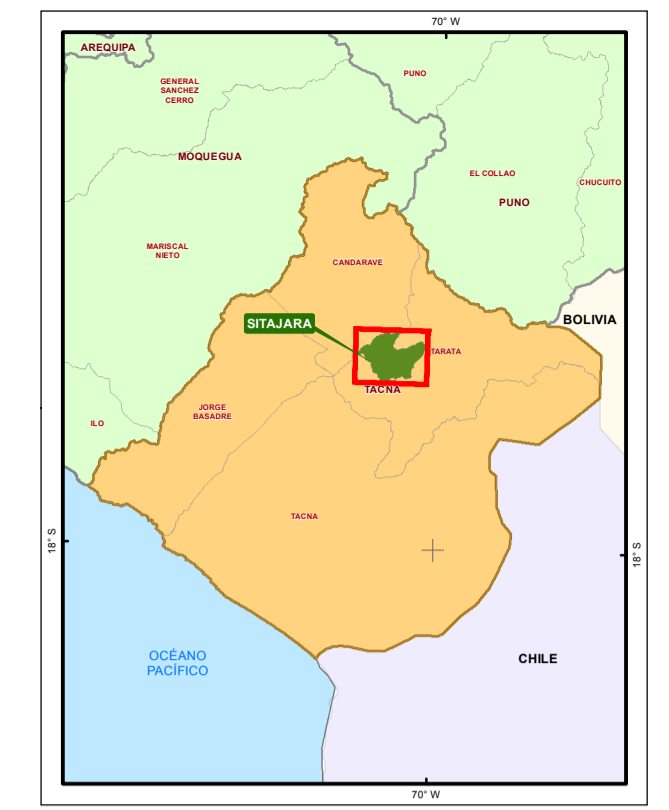 70° W
AREQUIPA
PUNO
GENERAL
SANCHEZ
CERRO
MOQUEGUA
EL COLLAO
CHUCUITO
PUNO
MARISCAL
NIETO
CANDARAVE
BOLIVIA
SITAJARA
TARATA
TACNA
JORGE
BASADRE
ILO
TACNA
18° S
18° S
OCÉANO
PACÍFICO
CHILE
70° W